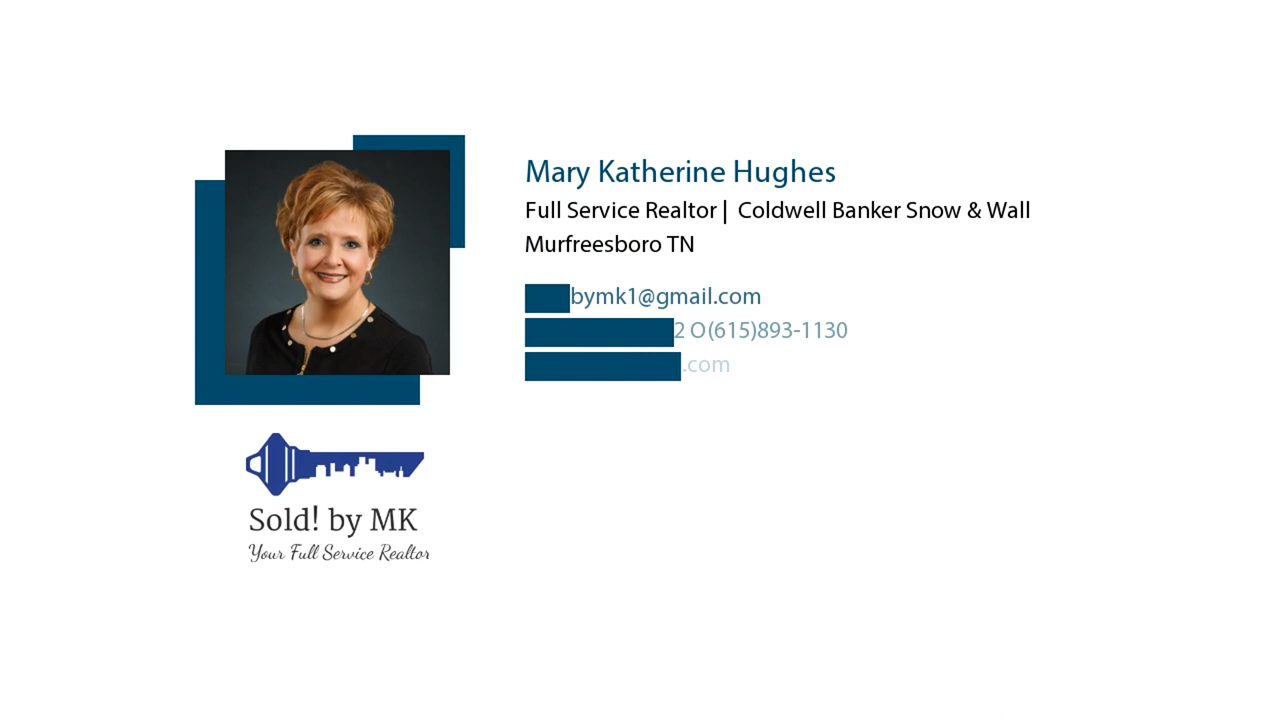 Mary Katherine Hughes
Full Service Realtor | Coldwell Banker Snow & Wall
Murfreesboro TN
bymk1@gmail.com
2 O(615)893-1130
.com
Sold! by MK
Your Full Service Realtor